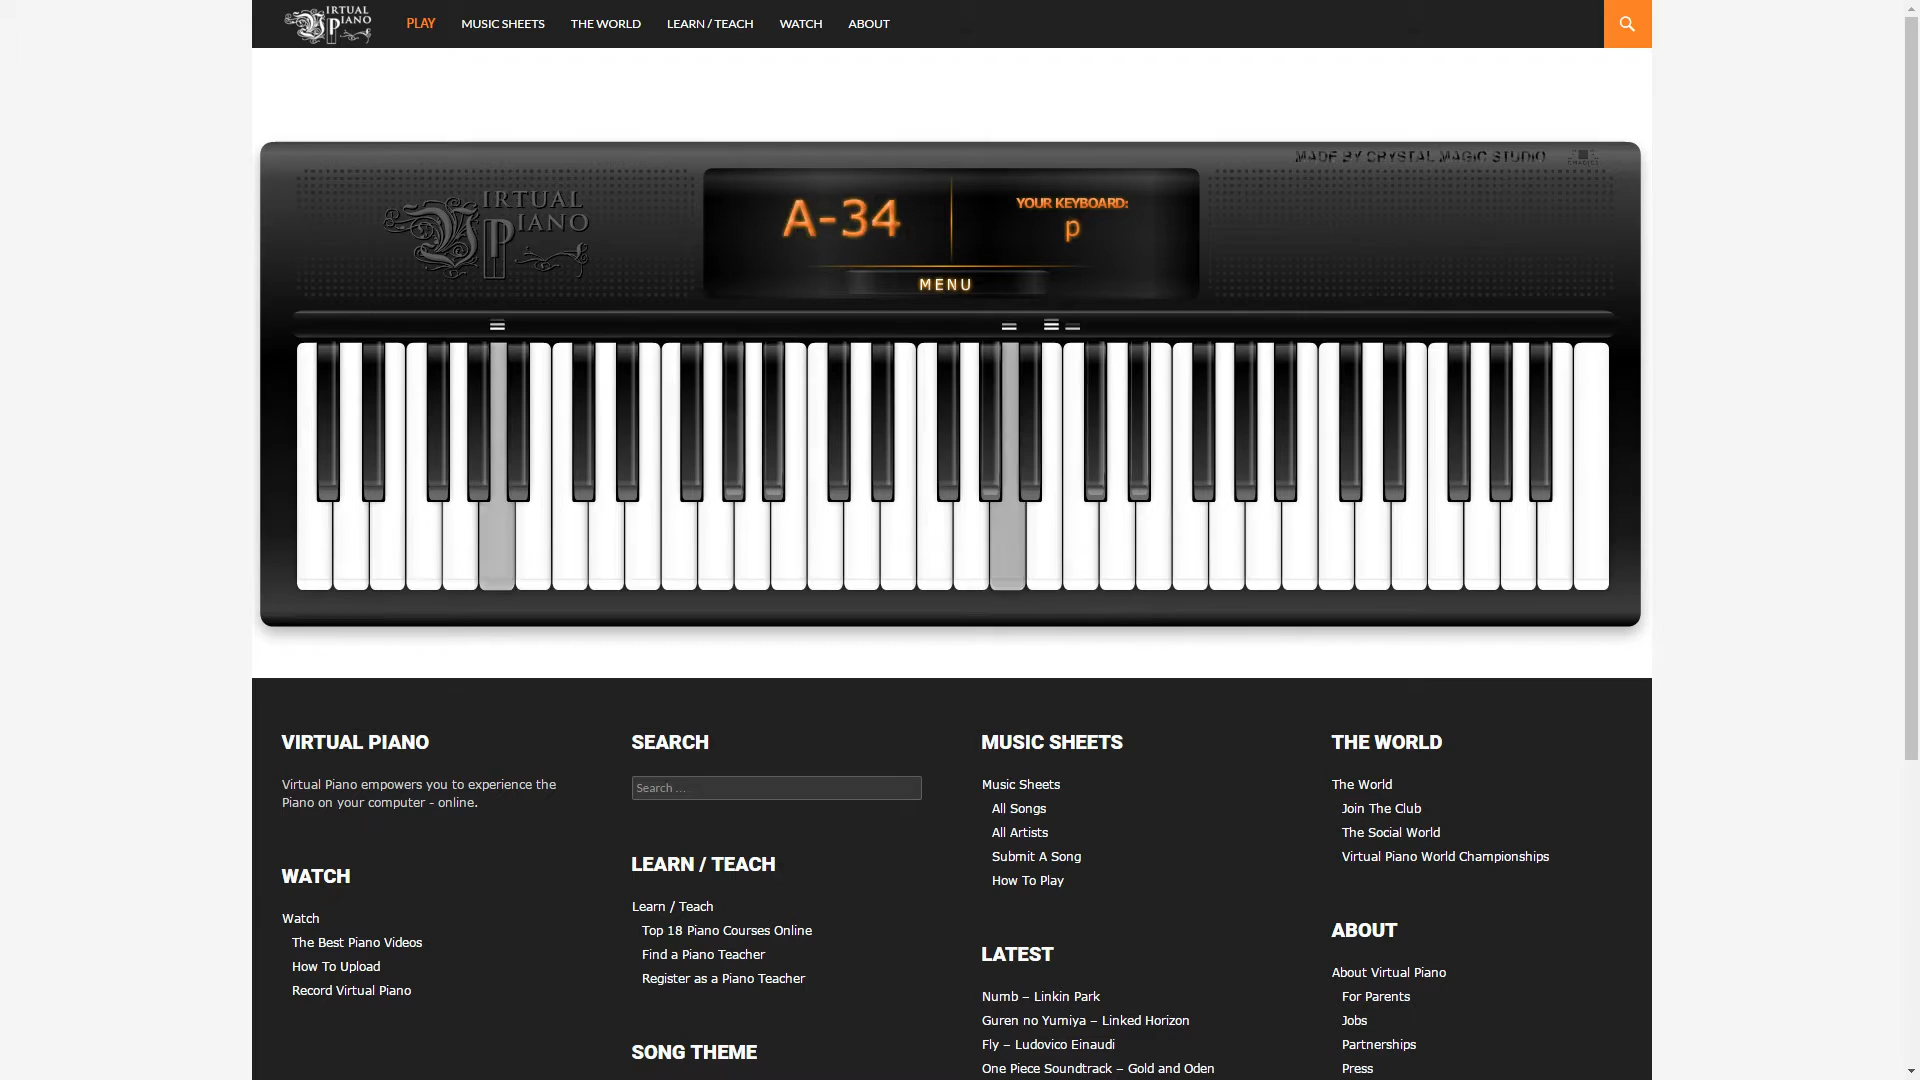 VIRTUAL PIANO
PLAY
MUSIC SHEETS
THE WORLD
LEARN / TEACH
WATCH
ABOUT
MADE BY CRYSTAL MAGIC STUDIO
VIRTUAL
PIANO
A-34
YOUR KEYBOARD:
p
MENU
VIRTUAL PIANO
Virtual Piano empowers you to experience the
Piano on your computer - online.
WATCH
Watch
The Best Piano Videos
How To Upload
Record Virtual Piano
SEARCH
Search ...
LEARN / TEACH
Learn / Teach
Top 18 Piano Courses Online
Find a Piano Teacher
Register as a Piano Teacher
SONG THEME
MUSIC SHEETS
Music Sheets
All Songs
All Artists
Submit A Song
How To Play
LATEST
Numb – Linkin Park
Guren no Yumiya – Linked Horizon
Fly – Ludovico Einaudi
One Piece Soundtrack – Gold and Oden
THE WORLD
The World
Join The Club
The Social World
Virtual Piano World Championships
ABOUT
About Virtual Piano
For Parents
Jobs
Partnerships
Press